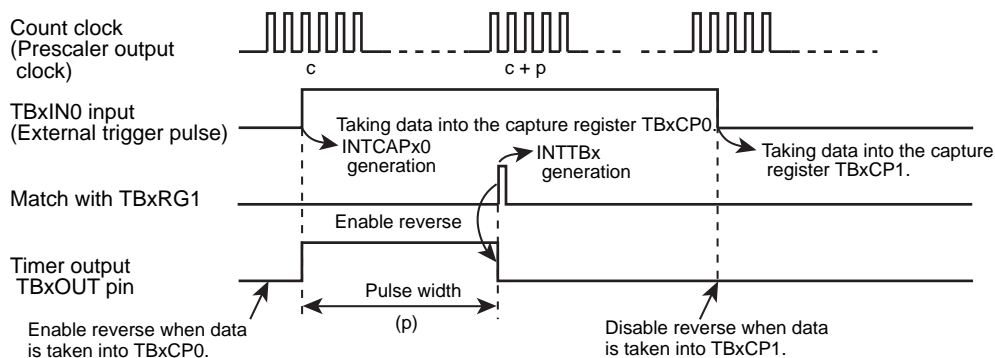 Count clock
(Prescaler output
clock)
c
c + p
TBxIN0 input
(External trigger pulse)
Taking data into the capture register TBxCP0.
INTCAPx0
generation
INTTBx
generation
Taking data into the capture
register TBxCP1.
Match with TBxRG1
Enable reverse
Timer output
TBxOUT pin
Pulse width
(p)
Enable reverse when data
is taken into TBxCP0.
Disable reverse when data
is taken into TBxCP1.